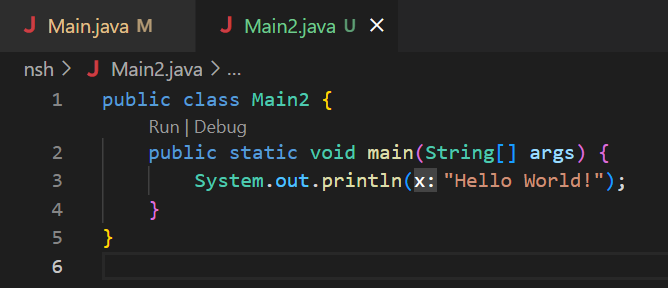 J Main.java M J Main2.java U ×
nsh > J Main2.java > ...
1 public class Main2 {
Run | Debug
2 public static void main(String[] args) {
3 System.out.println(x: "Hello World!");
4 }
5 }
6